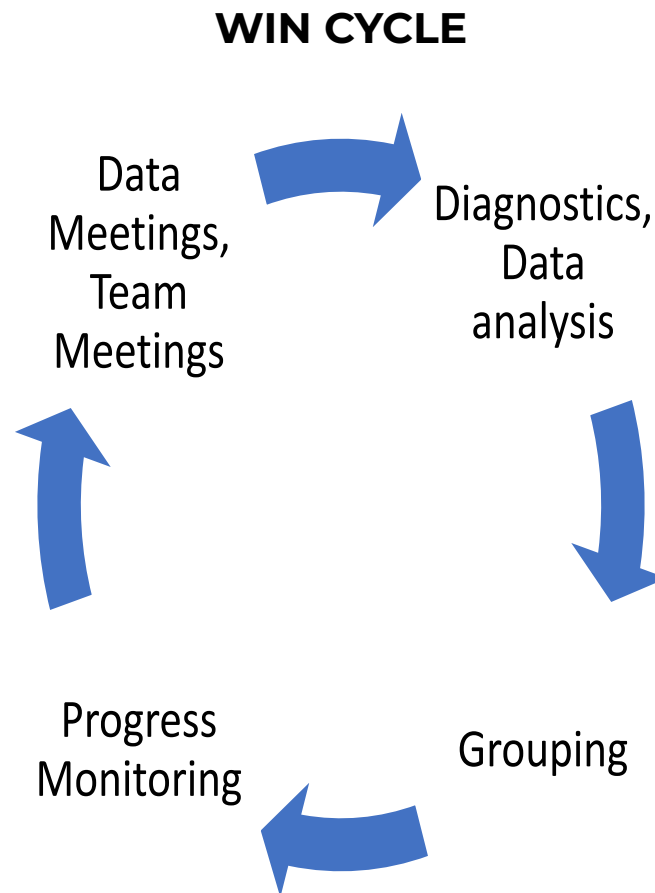 WIN CYCLE
Data
Meetings,
Team
Meetings
Diagnostics,
Data
analysis
Grouping
Progress
Monitoring